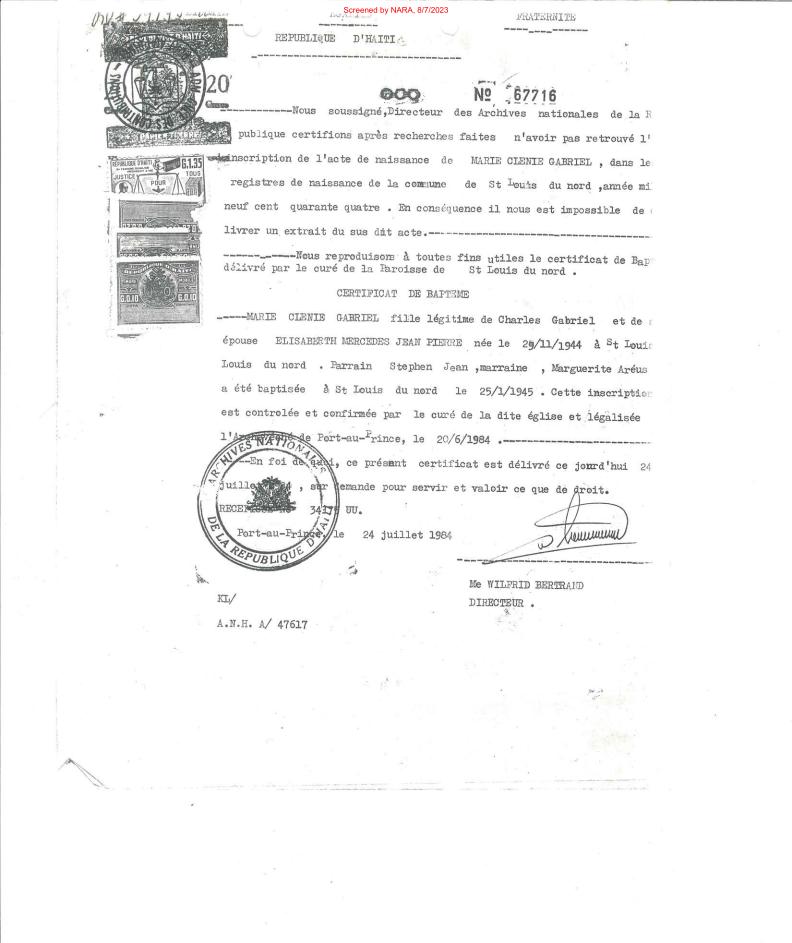 Screened by NARA, 8/7/2023
FRATERNITE
REPUBLIQUE D'HAITI
20
Nº 67716
-----------Nous soussigné,Directeur des Archives nationales de la R
publique certifions après recherches faites n'avoir pas retrouvé l'
inscription de l'acte de naissance de MARIE CLENIE GABRIEL , dans le
registres de naissance de la commune de St Louis du nord ,année mi
neuf cent quarante quatre . En conséquence il nous est impossible de
livrer un extrait du sus dit acte.-----------------------------------
REPUBLIQUE D'HAITI
G.1.35
JUSTICE
POUR
TOUS
-----------Nous reproduisons à toutes fins utiles le certificat de Bap
délivré par le curé de la Paroisse de St Louis du nord .
REPUBLIQUE D'HAITI
G.0.10 G.0.10
CERTIFICAT DE BAPTEME
-----MARIE CLENIE GABRIEL fille légitime de Charles Gabriel et de
épouse ELISABETH MERCEDES JEAN PIERRE née le 29/11/1944 à St Loui
Louis du nord . Parrain Stephen Jean ,marraine , Marguerite Aréus
a été baptisée à St Louis du nord le 25/1/1945 . Cette inscription
est controlée et confirmée par le curé de la dite église et légalisée
l'Archevêché de Port-au-Prince, le 20/6/1984 .---------------------
---En foi de quoi, ce présent certificat est délivré ce jourd'hui 24
juillet , sur demande pour servir et valoir ce que de droit.
UU.
Port-au-Prince, le 24 juillet 1984
ARCHIVES NATIONALES
DE LA REPUBLIQUE D'HAITI
Me WILFRID BERTRAND
DIRECTEUR .
KL/
A.N.H. A/ 47617